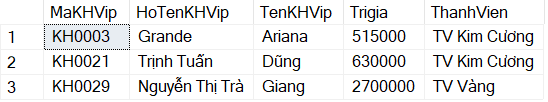 MaKHVip HoTenKHVip TenKHVip Trigia ThanhVien
1 KH0003 Grande Ariana 515000 TV Kim Cương
2 KH0021 Trịnh Tuấn Dũng 630000 TV Kim Cương
3 KH0029 Nguyễn Thị Trà Giang 2700000 TV Vàng